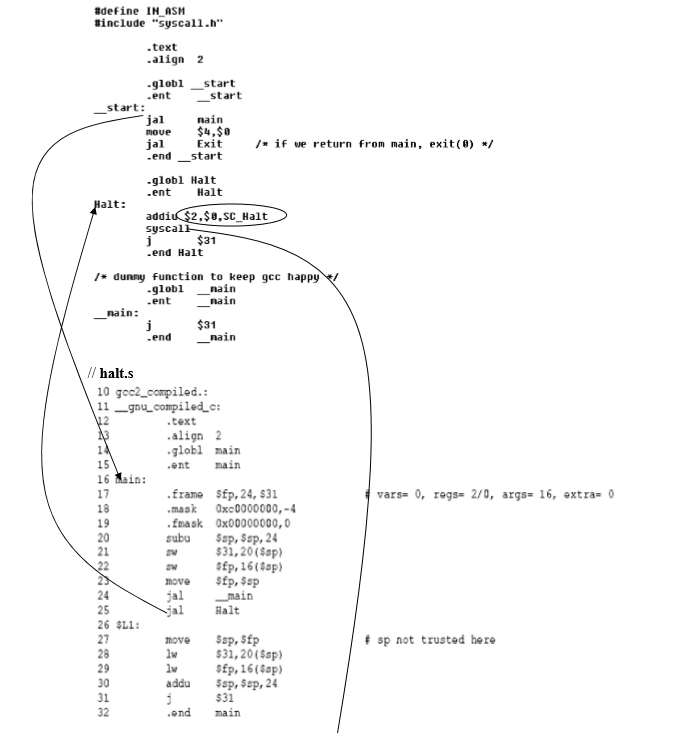 #define IN_ASM
#include "syscall.h"
.text
.align 2
.globl __start
.ent __start
__start:
jal main
move $4,$0
jal Exit /* if we return from main, exit(0) */
.end __start
.globl Halt
.ent Halt
Halt:
addiu $2,$0,SC_Halt
syscall
j $31
.end Halt
/* dummy function to keep gcc happy */
.globl __main
.ent __main
__main:
j $31
.end __main
// halt.s
10 gcc2_compiled.:
11 __gnu_compiled_c:
12 .text
13 .align 2
14 .globl main
15 .ent main
16 main:
17 .frame $fp,24,$31 # vars= 0, regs= 2/0, args= 16, extra= 0
18 .mask 0xc0000000,-4
19 .fmask 0x00000000,0
20 subu $sp,$sp,24
21 sw $31,20($sp)
22 sw $fp,16($sp)
23 move $fp,$sp
24 jal __main
25 jal Halt
26 $L1:
27 move $sp,$fp # sp not trusted here
28 lw $31,20($sp)
29 lw $fp,16($sp)
30 addu $sp,$sp,24
31 j $31
32 .end main